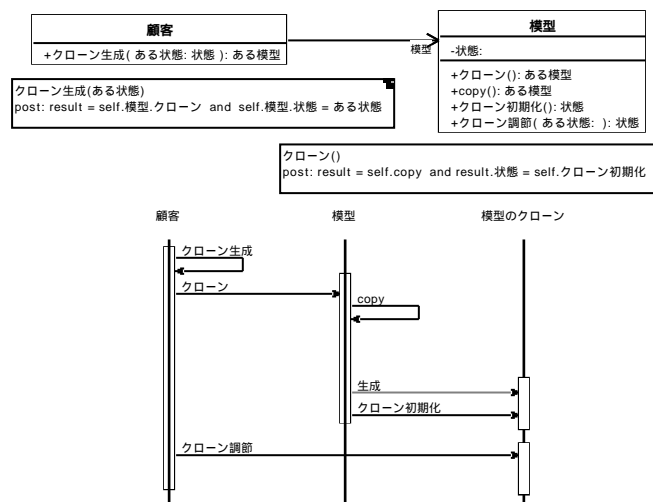 顧客
+クローン生成( ある状態: 状態 ): ある模型
模型
模型
-状態:
+クローン(): ある模型
+copy(): ある模型
+クローン初期化(): 状態
+クローン調節( ある状態:  ): 状態
クローン生成(ある状態)
post: result = self.模型.クローン and self.模型.状態 = ある状態
クローン()
post: result = self.copy and result.状態 = self.クローン初期化
顧客
模型
模型のクローン
クローン生成
クローン
copy
生成
クローン初期化
クローン調節